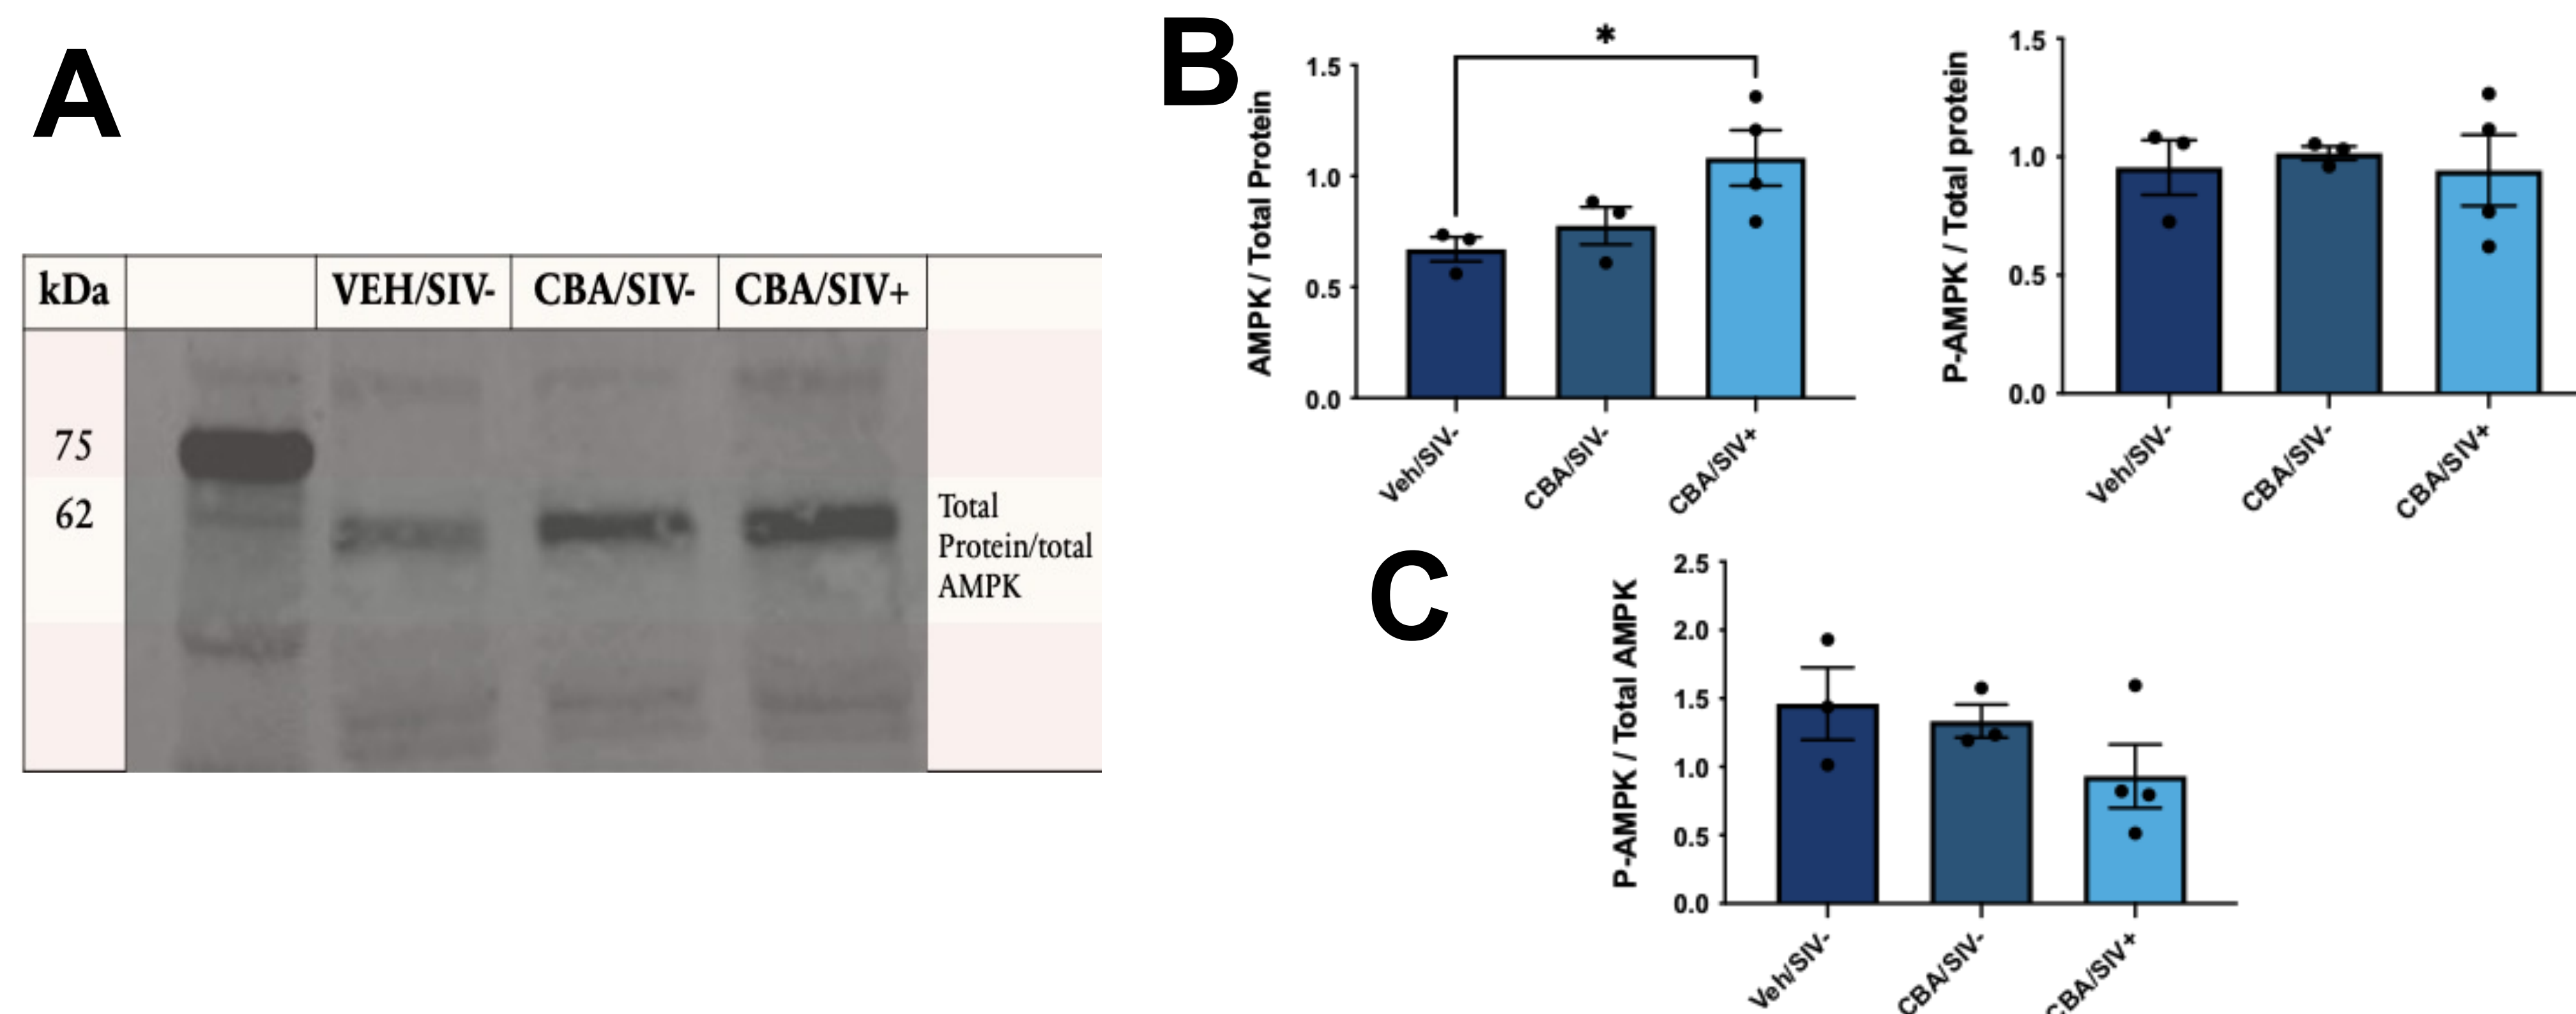 A
kDa VEH/SIV- CBA/SIV- CBA/SIV+
75
62
Total
Protein/total
AMPK
B
*
AMPK / Total Protein
1.5
1.0
0.5
0.0
Veh/SIV-
CBA/SIV-
CBA/SIV+
P-AMPK / Total protein
1.5
1.0
0.5
0.0
Veh/SIV-
CBA/SIV-
CBA/SIV+
C
P-AMPK / Total AMPK
2.5
2.0
1.5
1.0
0.5
0.0
Veh/SIV-
CBA/SIV-
CBA/SIV+